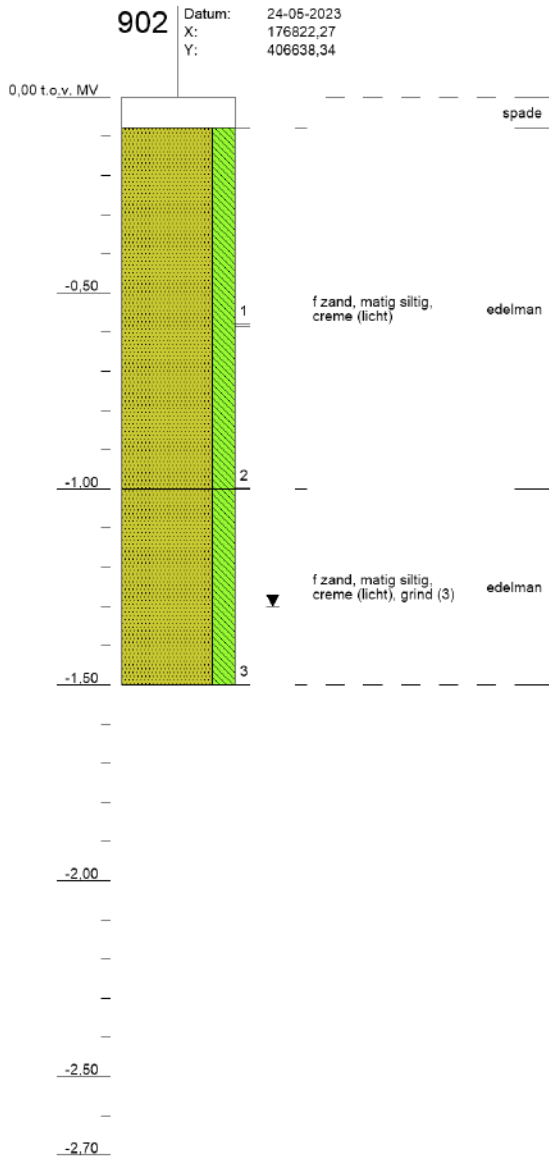 902
Datum: 24-05-2023
X: 176822,27
Y: 406638,34
0,00 t.o.v. MV
spade
-0,50
1
f zand, matig siltig,
creme (licht)
edelman
2
-1,00
f zand, matig siltig,
creme (licht), grind (3)
edelman
3
-1,50
-2,00
-2,50
-2,70